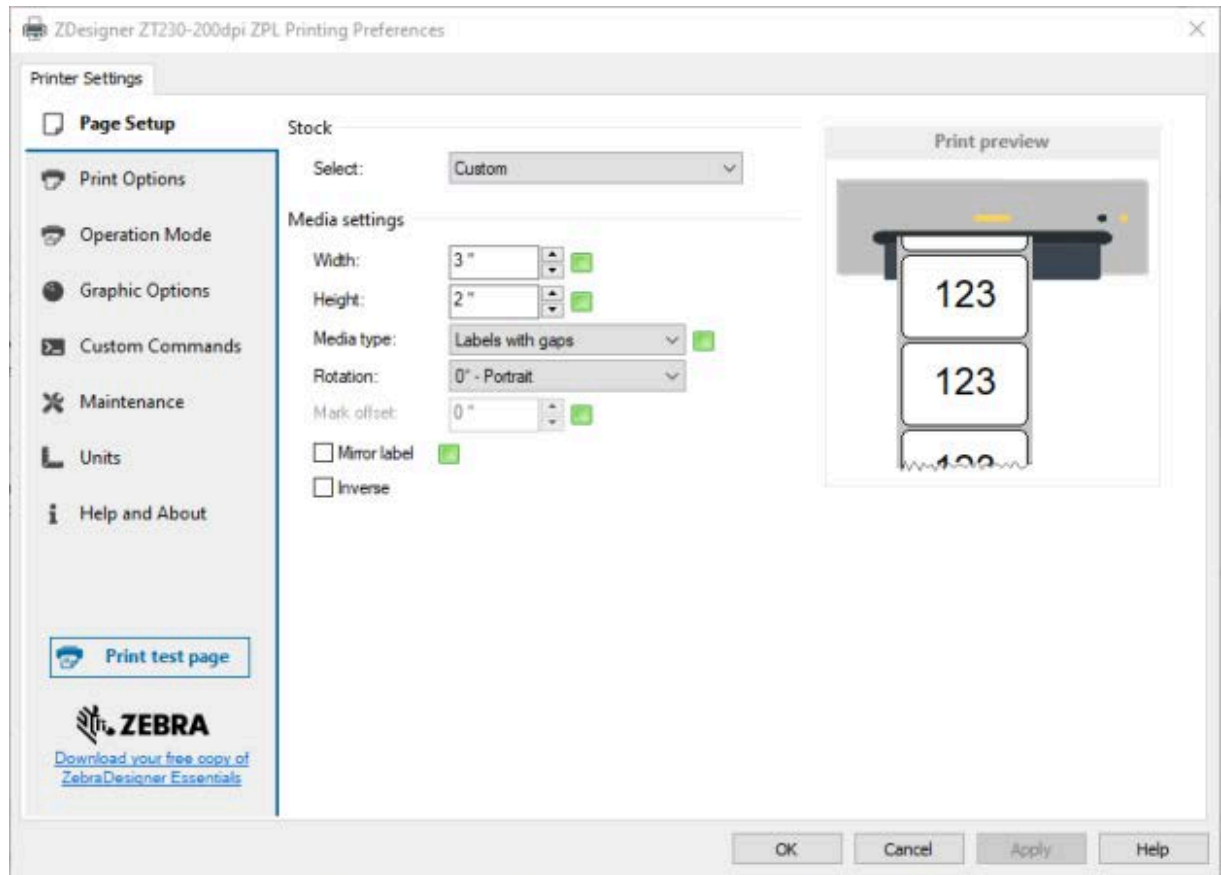 ZDesigner ZT230-200dpi ZPL Printing Preferences
Printer Settings
Page Setup
Print Options
Operation Mode
Graphic Options
Custom Commands
Maintenance
Units
Help and About
Print test page
ZEBRA
Download your free copy of
ZebraDesigner Essentials
Stock
Select: Custom
Media settings
Width: 3 "
Height: 2 "
Media type: Labels with gaps
Rotation: 0° - Portrait
Mark offset: 0 "
Mirror label
Inverse
Print preview
123
123
123
OK Cancel Apply Help